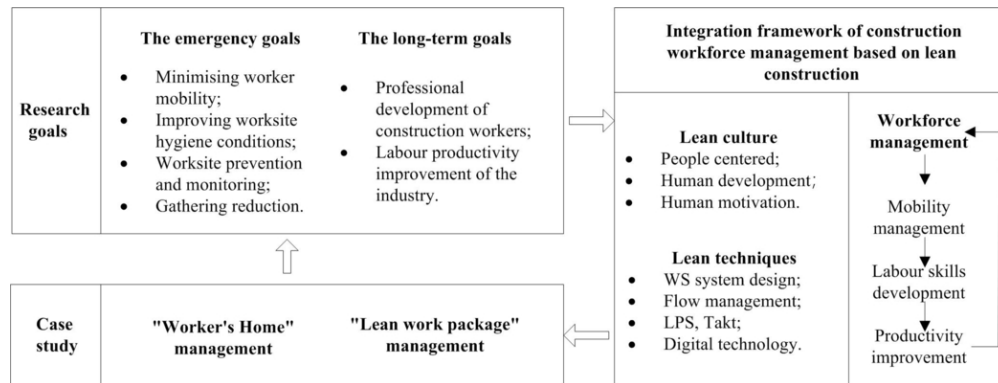 Research
goals
The emergency goals
• Minimising worker
mobility;
• Improving worksite
hygiene conditions;
• Worksite prevention
and monitoring;
• Gathering reduction.
The long-term goals
• Professional
development of
construction workers;
• Labour productivity
improvement of the
industry.
Integration framework of construction
workforce management based on lean
construction
Lean culture
• People centered;
• Human development;
• Human motivation.
Lean techniques
• WS system design;
• Flow management;
• LPS, Takt;
• Digital technology.
Workforce
management
Mobility
management
Labour skills
development
Productivity
improvement
Case
study
"Worker's Home"
management
"Lean work package"
management